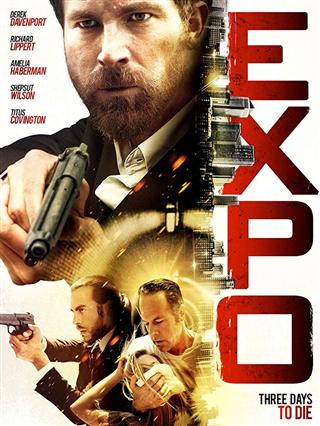 DEREK
DAVENPORT
RICHARD
LIPPERT
AMELIA
HABERMAN
SHEPSUT
WILSON
TITUS
COVINGTON
EXPO
THREE DAYS
TO DIE